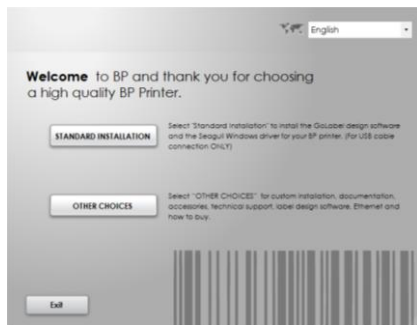 English
Welcome to BP and thank you for choosing
a high quality BP Printer.
STANDARD INSTALLATION
Select "Standard Installation" to install the GoLabel design software
and the Seagull Windows driver for your BP printer. (For USB cable
connection ONLY)
OTHER CHOICES
Select "OTHER CHOICES" for custom installation, documentation,
accessories, technical support, label design software, Ethernet and
how to buy.
Exit